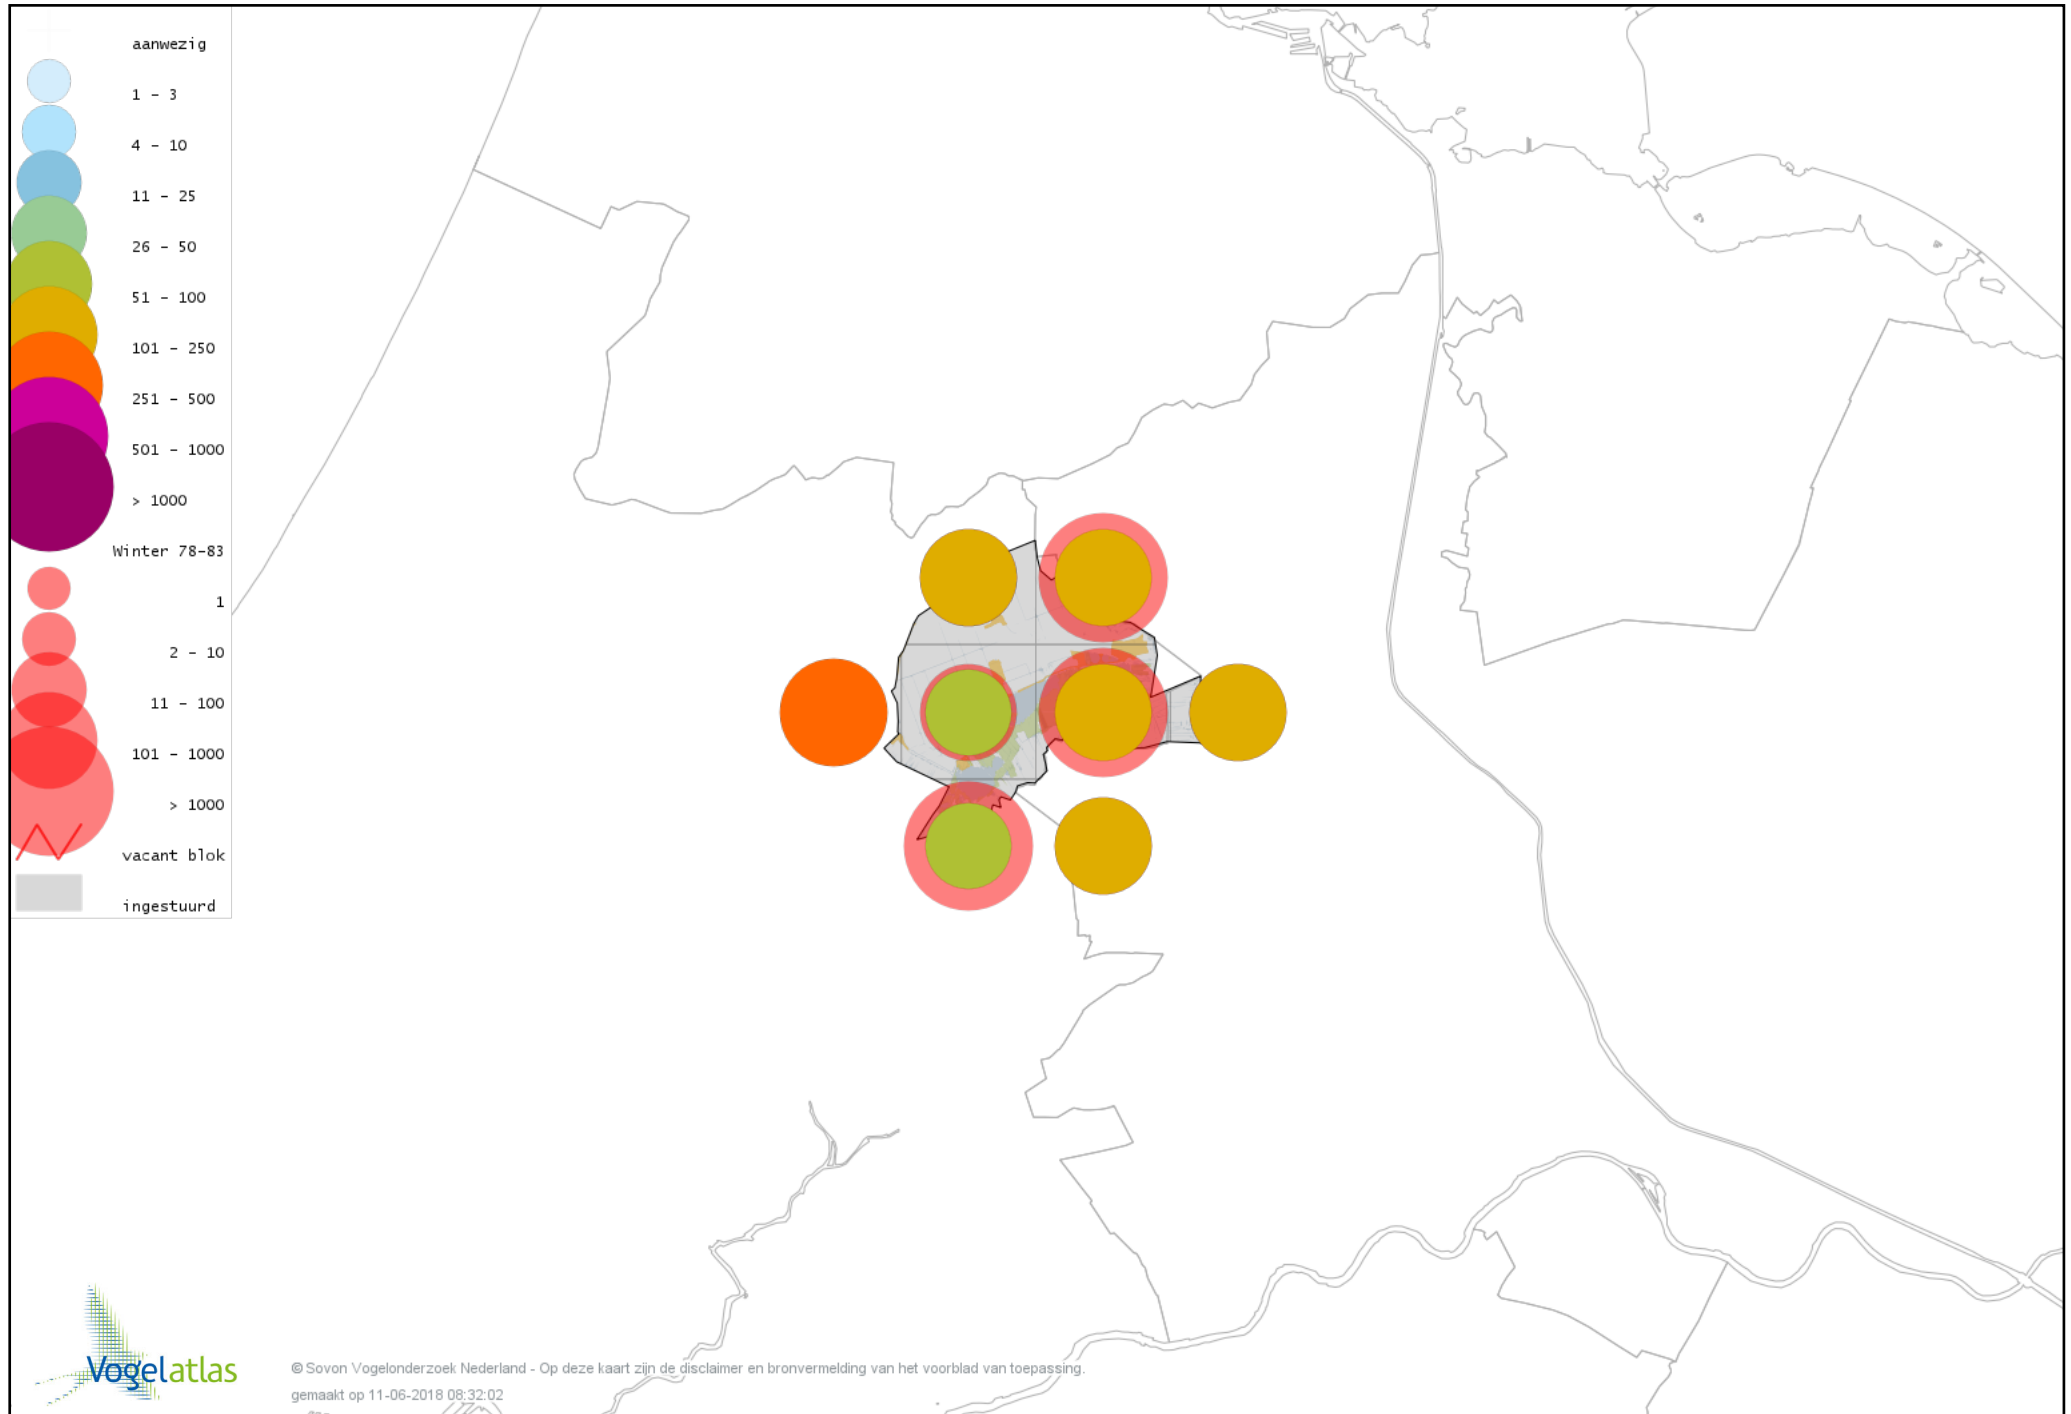 aanwezig
1 - 3
4 - 10
11 - 25
26 - 50
51 - 100
101 - 250
251 - 500
501 - 1000
> 1000
Winter 78-83
1
2 - 10
11 - 100
101 - 1000
> 1000
vacant blok
ingestuurd
Vogelatlas
© Sovon Vogelonderzoek Nederland - Op deze kaart zijn de disclaimer en bronvermelding van het voorblad van toepassing.
gemaakt op 11-06-2018 08:32:02